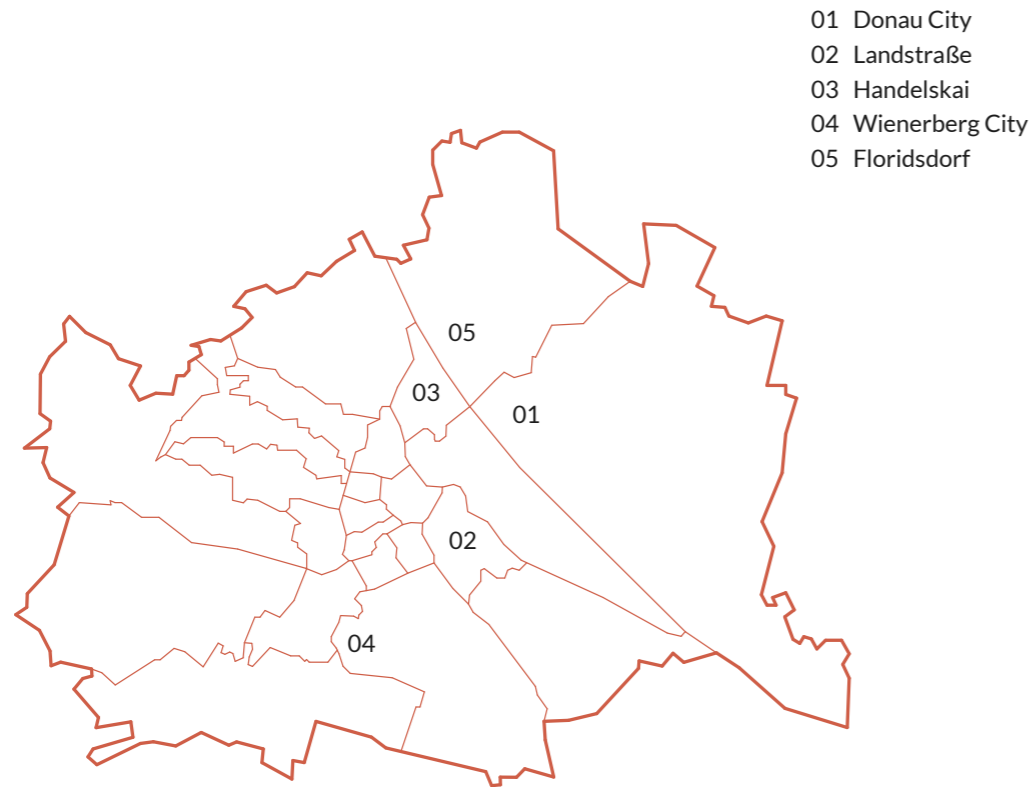 01 Donau City
02 Landstraße
03 Handelskai
04 Wienerberg City
05 Floridsdorf
05
03
01
02
04